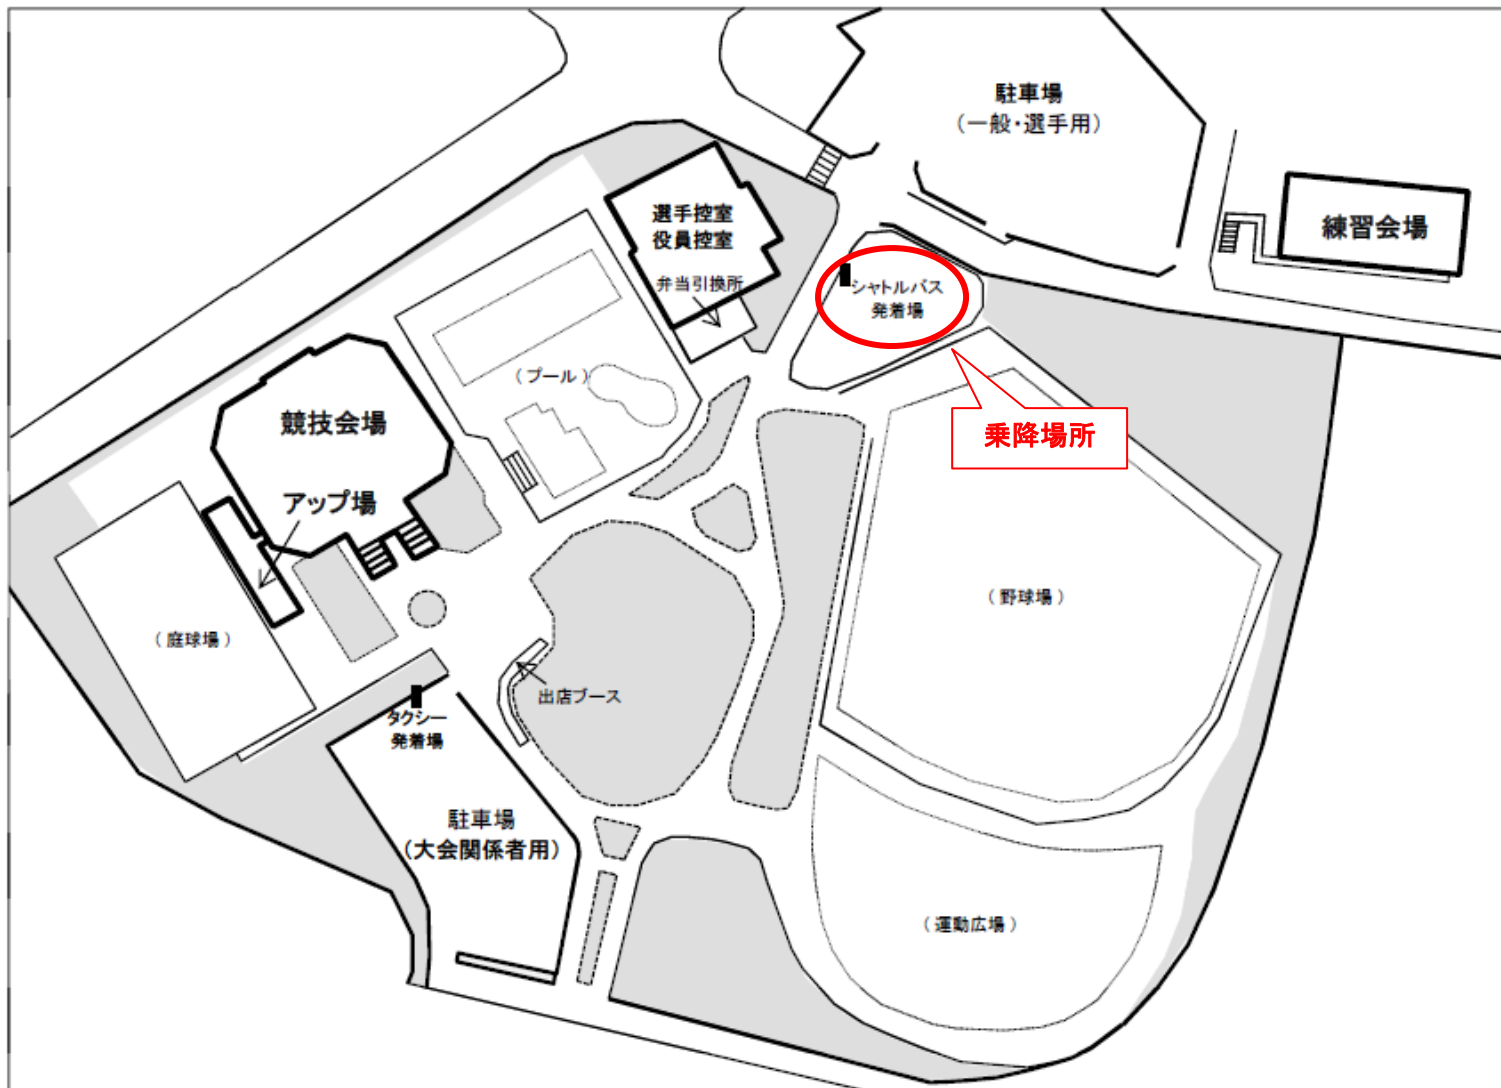 駐車場
（一般・選手用）
練習会場
選手控室
役員控室
弁当引換所
シャトルバス
発着場
（プール）
乗降場所
競技会場
アップ場
（野球場）
（庭球場）
出店ブース
タクシー
発着場
駐車場
（大会関係者用）
（運動広場）